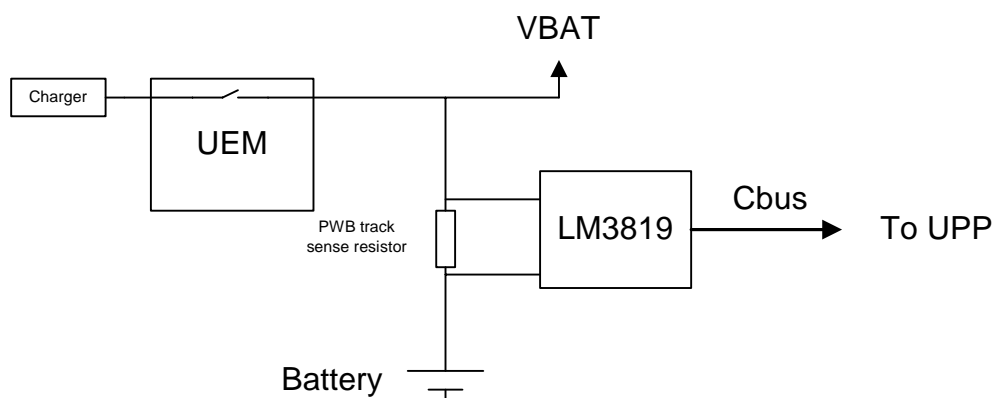 VBAT
Charger
UEM
Cbus
PWB track
sense resistor
LM3819
To UPP
Battery